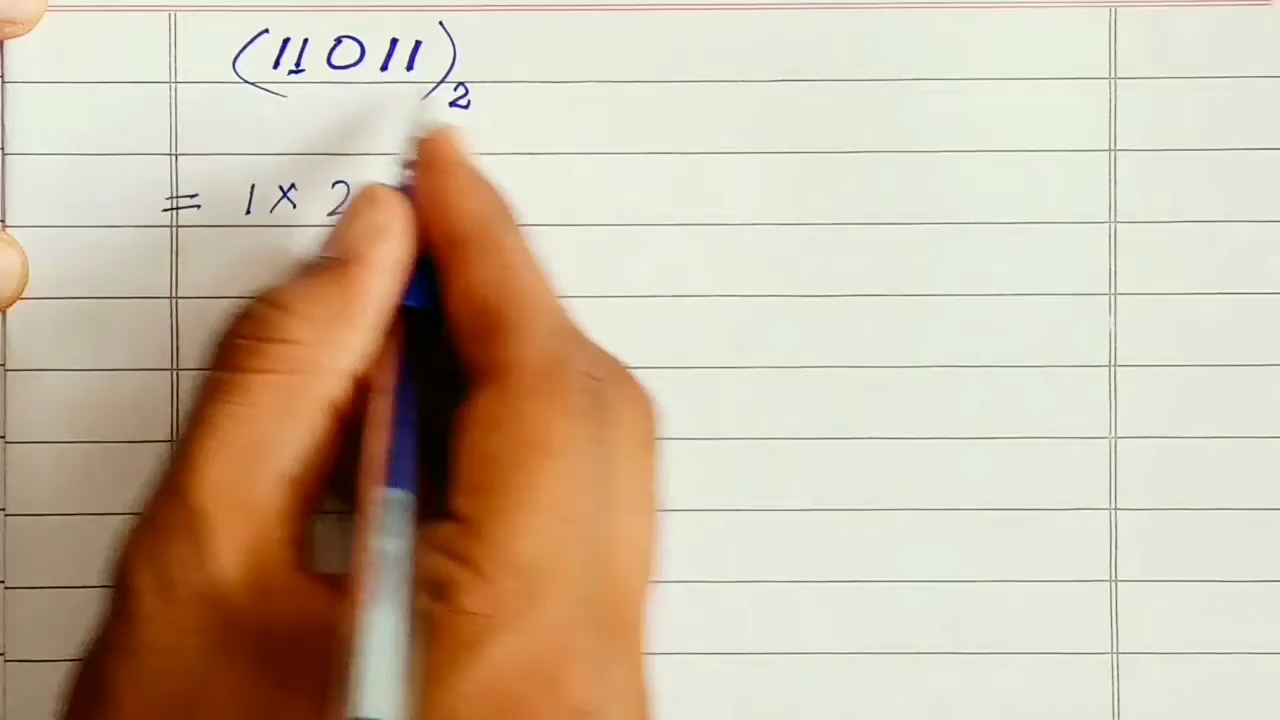 (11011)₂
= 1 × 2